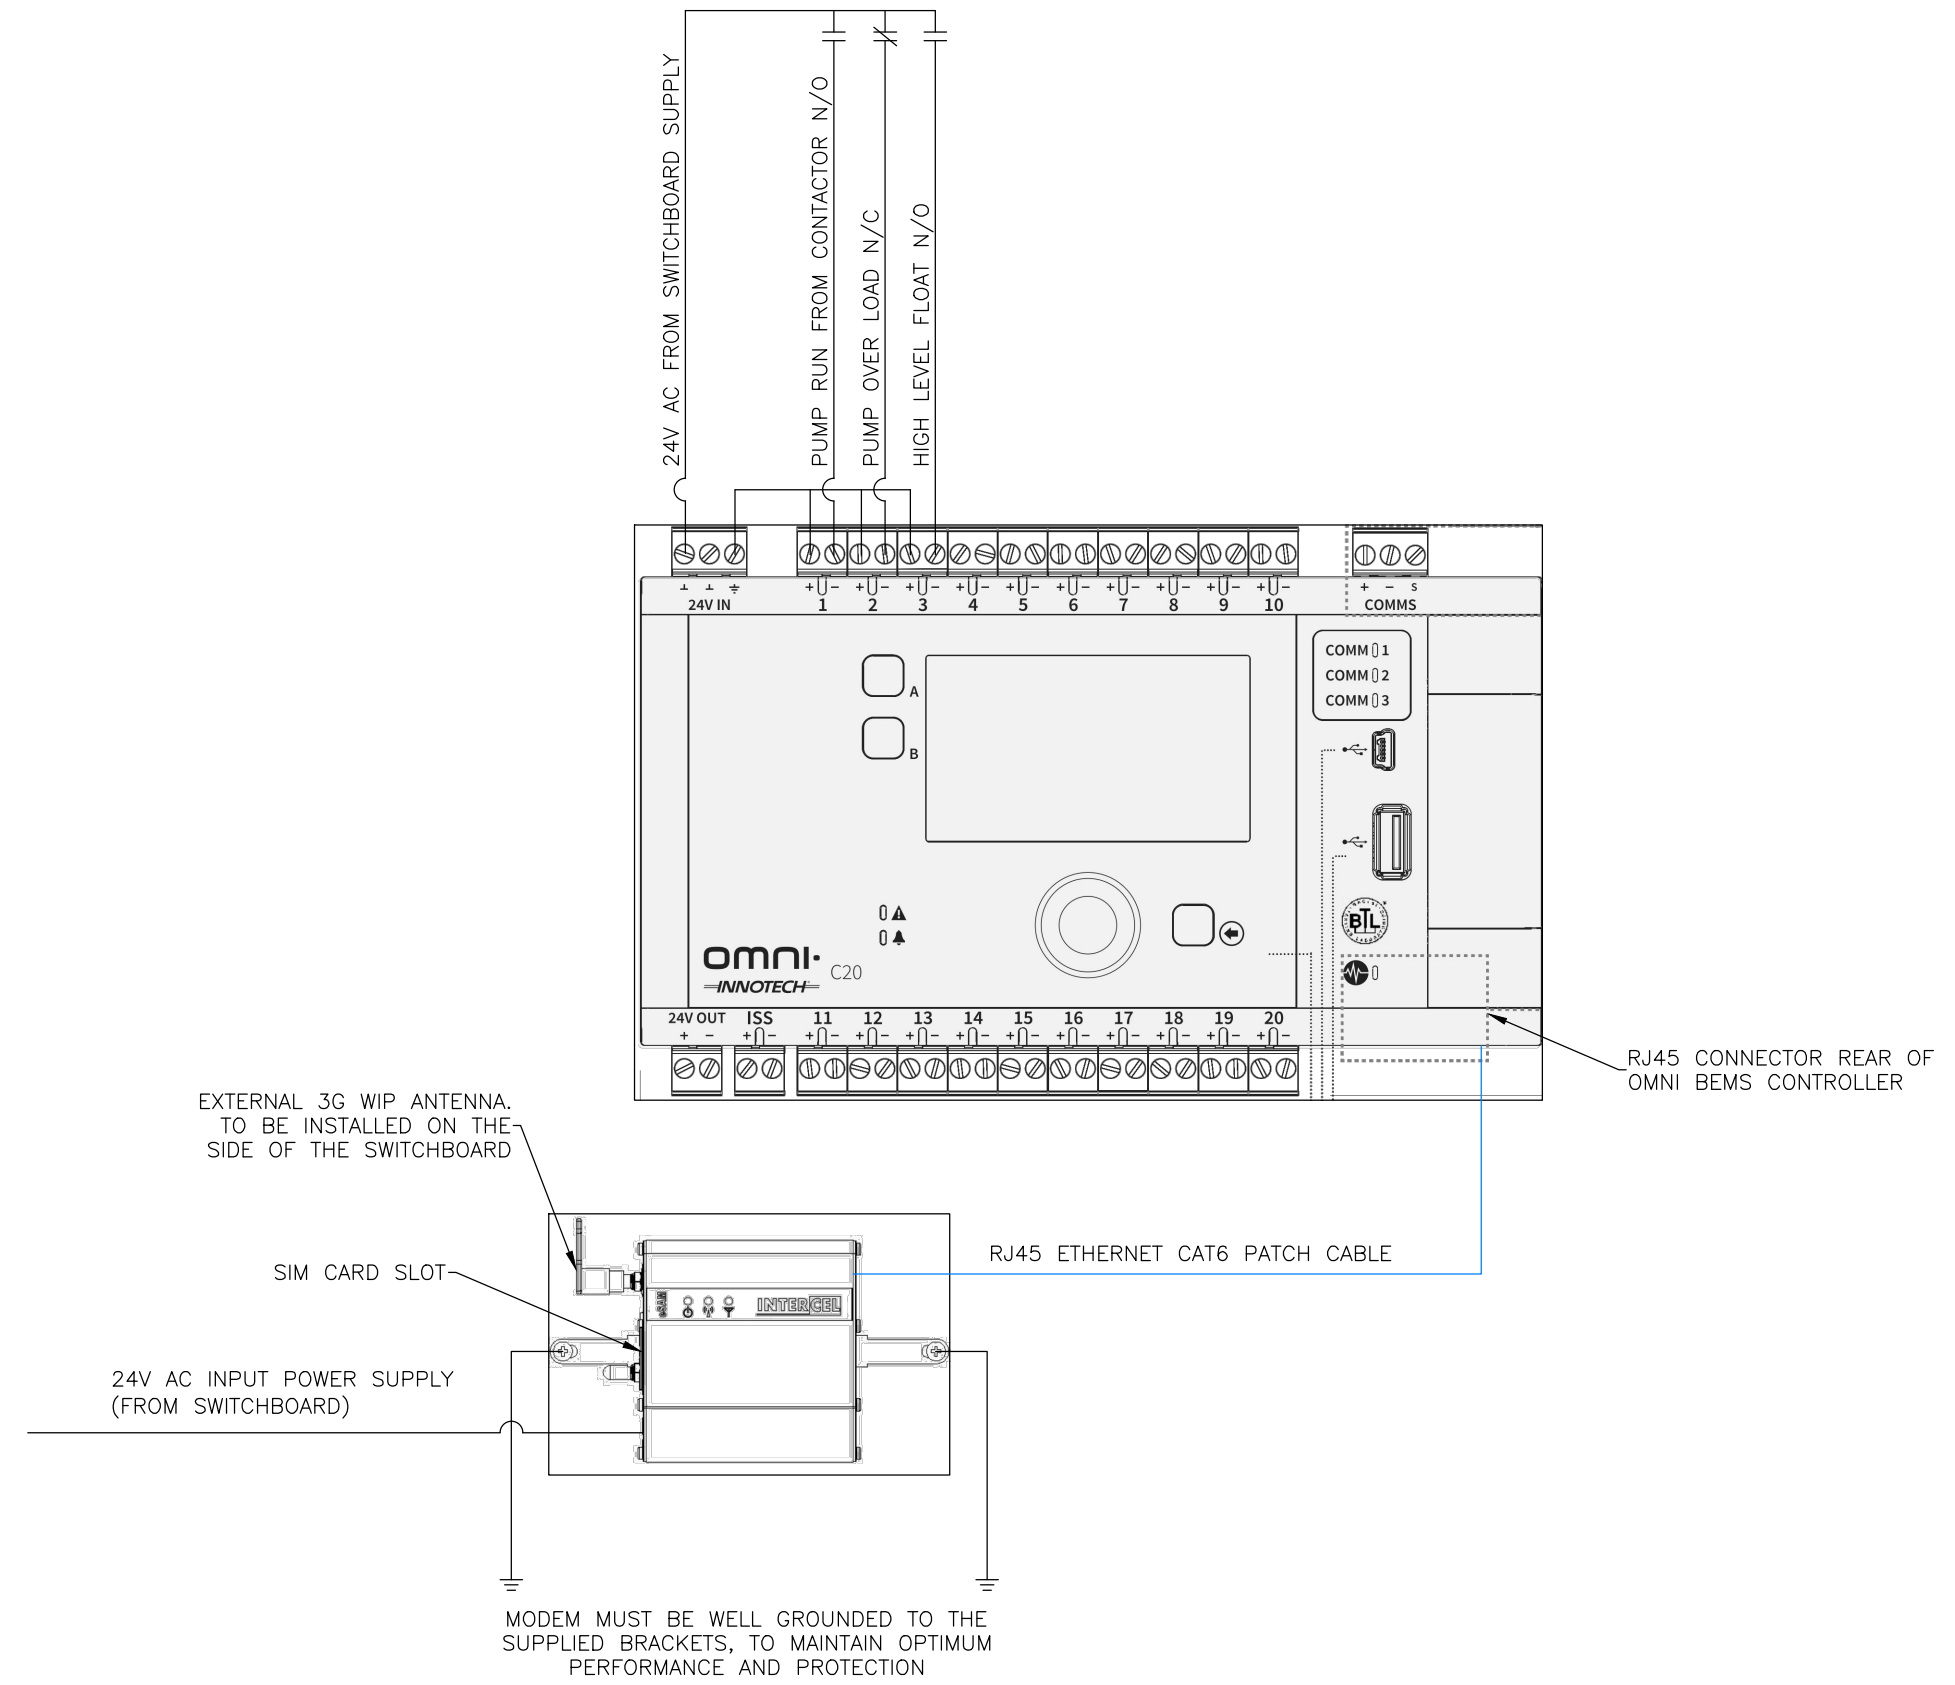 24V AC FROM SWITCHBOARD SUPPLY
PUMP RUN FROM CONTACTOR N/O
PUMP OVER LOAD N/C
HIGH LEVEL FLOAT N/O
+ - + - + - + - + - + - + - + - + - + - + - S
24V IN 1 2 3 4 5 6 7 8 9 10 COMMS
COMM 1
COMM 2
COMM 3
A
B
BTL
omni
C20
INNOTECH
24V OUT ISS 11 12 13 14 15 16 17 18 19 20
+ - + - + - + - + - + - + - + - + - + - + - + -
RJ45 CONNECTOR REAR OF
OMNI BEMS CONTROLLER
EXTERNAL 3G WIP ANTENNA.
TO BE INSTALLED ON THE
SIDE OF THE SWITCHBOARD
RJ45 ETHERNET CAT6 PATCH CABLE
SIM CARD SLOT
eSAM
INTERCEL
24V AC INPUT POWER SUPPLY
(FROM SWITCHBOARD)
MODEM MUST BE WELL GROUNDED TO THE
SUPPLIED BRACKETS, TO MAINTAIN OPTIMUM
PERFORMANCE AND PROTECTION